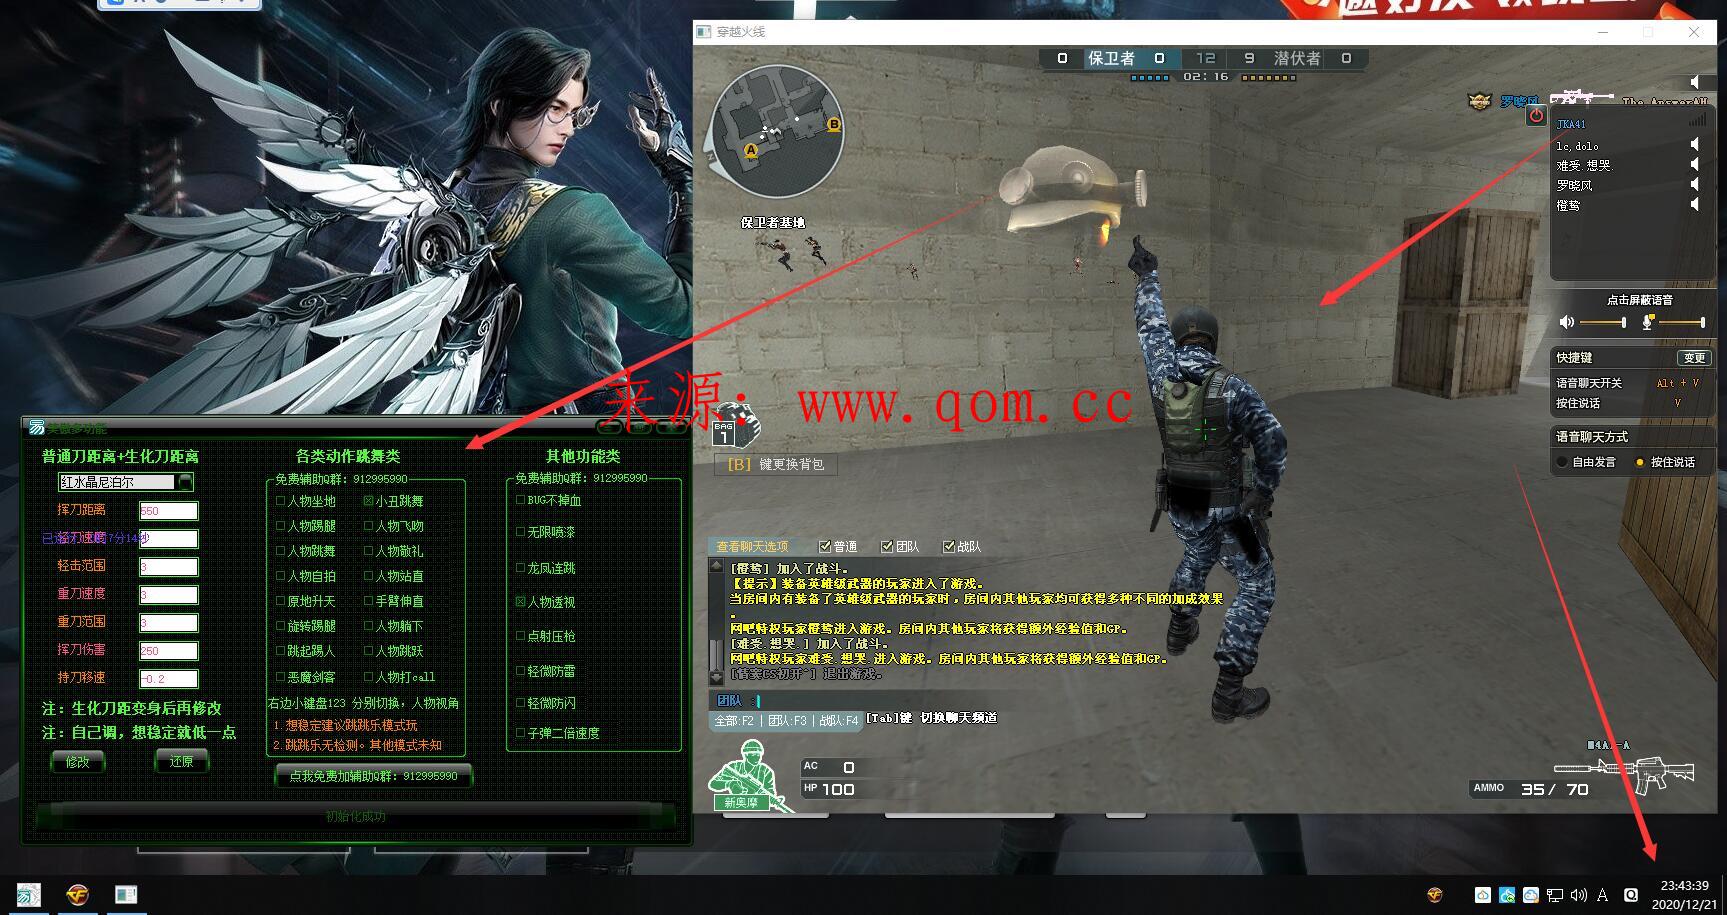 穿越火线
0 保卫者 0 12 9 潜伏者 0
02:16
A
B
N
保卫者基地
罗晓风
The AnswerAH
JKA41
lc,dolo
难受.想哭.
罗晓风
橙鸷
点击屏蔽语音
快捷键 变更
语音聊天开关 Alt + V
按住说话 V
语音聊天方式
自由发言 按住说话
来源：www.qom.cc
BAG
1
[B] 键更换背包
查看聊天选项 普通 团队 战队
[橙鸷] 加入了战斗。
【提示】装备英雄级武器的玩家进入了游戏。
当房间内有装备了英雄级武器的玩家时，房间内其他玩家均可获得多种不同的加成效果
。
网吧特权玩家橙鸷进入游戏。房间内其他玩家将获得额外经验值和GP。
[难受.想哭.] 加入了战斗。
网吧特权玩家难受.想哭.进入游戏。房间内其他玩家将获得额外经验值和GP。
团队 :
全部:F2 | 团队:F3 | 战队:F4 [Tab]键 切换聊天频道
新奥摩
AC 0
HP 100
M4A1-A
AMMO 35/ 70
普通刀距离+生化刀距离
红水晶尼泊尔
挥刀距离 550
轻击范围 3
重刀速度 3
重刀范围 3
挥刀伤害 250
持刀移速 -0.2
注：生化刀距变身后再修改
注：自己调，想稳定就低一点
修改 还原
各类动作跳舞类
免费辅助Q群：912995990
人物坐地 小丑跳舞
人物踢腿 人物飞吻
人物跳舞 人物敬礼
人物自拍 人物站直
原地升天 手臂伸直
旋转踢腿 人物躺下
跳起踢人 人物跳跃
恶魔剑客 人物打call
右边小键盘123 分别切换，人物视角
1.想稳定建议跳跳乐模式玩
2.跳跳乐无检测。其他模式未知
点我免费加辅助Q群：912995990
其他功能类
免费辅助Q群：912995990
BUG不掉血
无限喷漆
龙凤连跳
人物透视
点射压枪
轻微防雷
轻微防闪
子弹二倍速度
初始化成功
A
23:43:39
2020/12/21